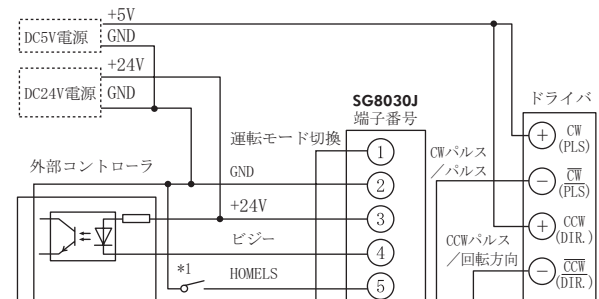 +5V
DC5V電源
GND
+24V
DC24V電源
GND
SG8030J
端子番号
ドライバ
運転モード切換
1
CWパルス
／パルス
+
CW
(PLS)
外部コントローラ
GND
2
−
CW
(PLS)
+24V
3
+
CCW
(DIR.)
ビジー
4
CCWパルス
／回転方向
−
CCW
(DIR.)
*1
HOMELS
5